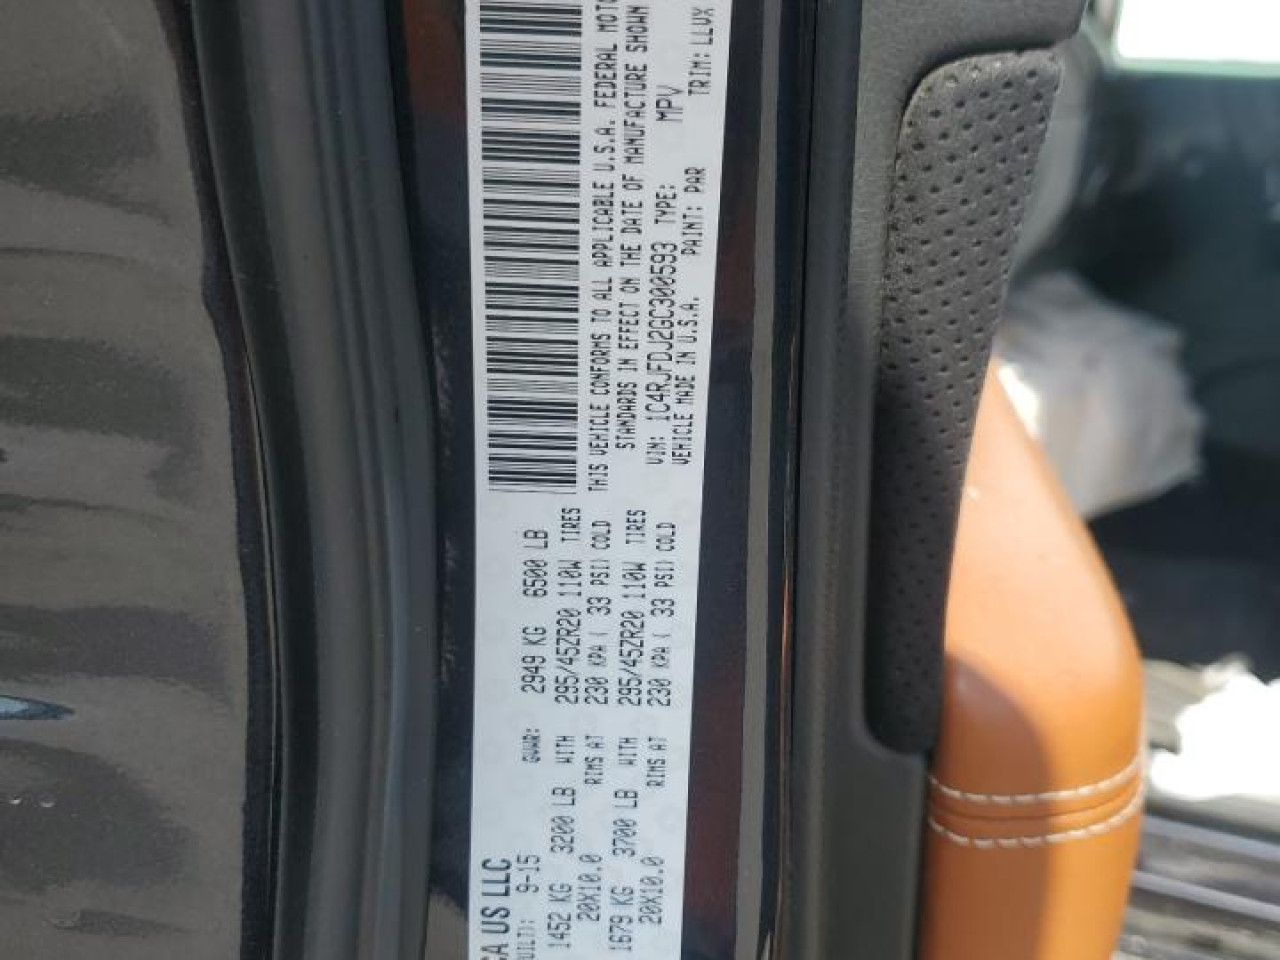 CA US LLC
UILT): 9-15 GVWR: 2949 KG 6500 LB
1452 KG 3200 LB WITH 295/45ZR20 110W TIRES
20X10.0 RIMS AT 230 KPA ( 33 PSI) COLD
1679 KG 3700 LB WITH 295/45ZR20 110W TIRES
20X10.0 RIMS AT 230 KPA ( 33 PSI) COLD
THIS VEHICLE CONFORMS TO ALL APPLICABLE U.S.A. FEDERAL MOTO
STANDARDS IN EFFECT ON THE DATE OF MANUFACTURE SHOWN
VIN: 1C4RJFDJ2GC300593 TYPE: MPV
VEHICLE MADE IN U.S.A. PAINT: PAR TRIM: LLUX